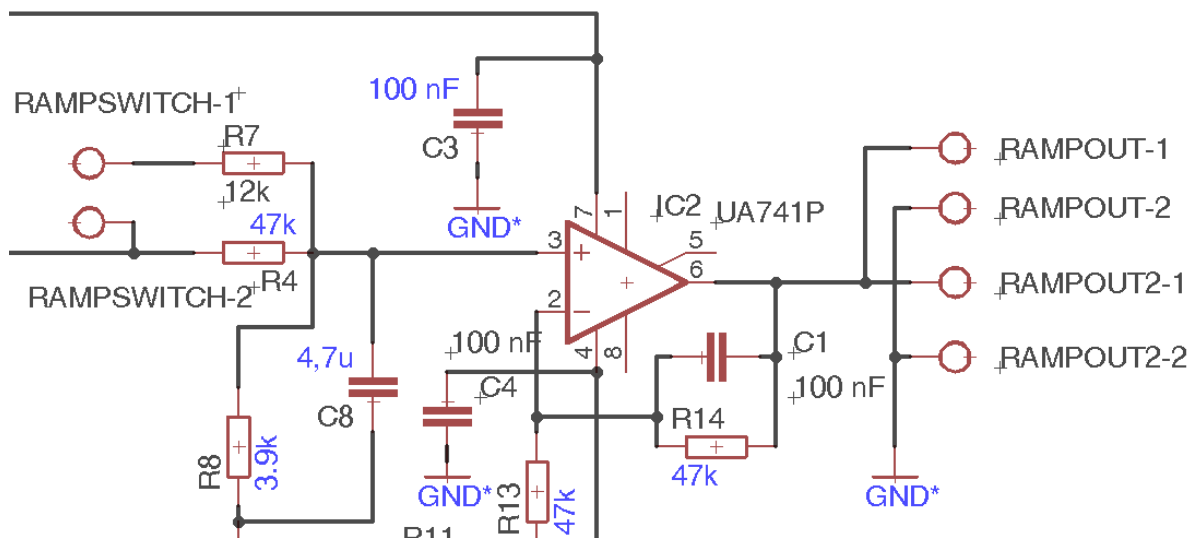 100 nF
RAMPSWITCH-1
R7
C3
RAMPOUT-1
12k
7
1
IC2
UA741P
RAMPOUT-2
47k
GND*
3
5
R4
6
RAMPOUT2-1
RAMPSWITCH-2
2
4
8
100 nF
C1
4,7u
RAMPOUT2-2
C4
100 nF
C8
R14
R8
3.9k
47k
GND*
R13
47k
GND*
R11